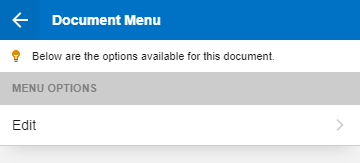 Document Menu
Below are the options available for this document.
MENU OPTIONS
Edit